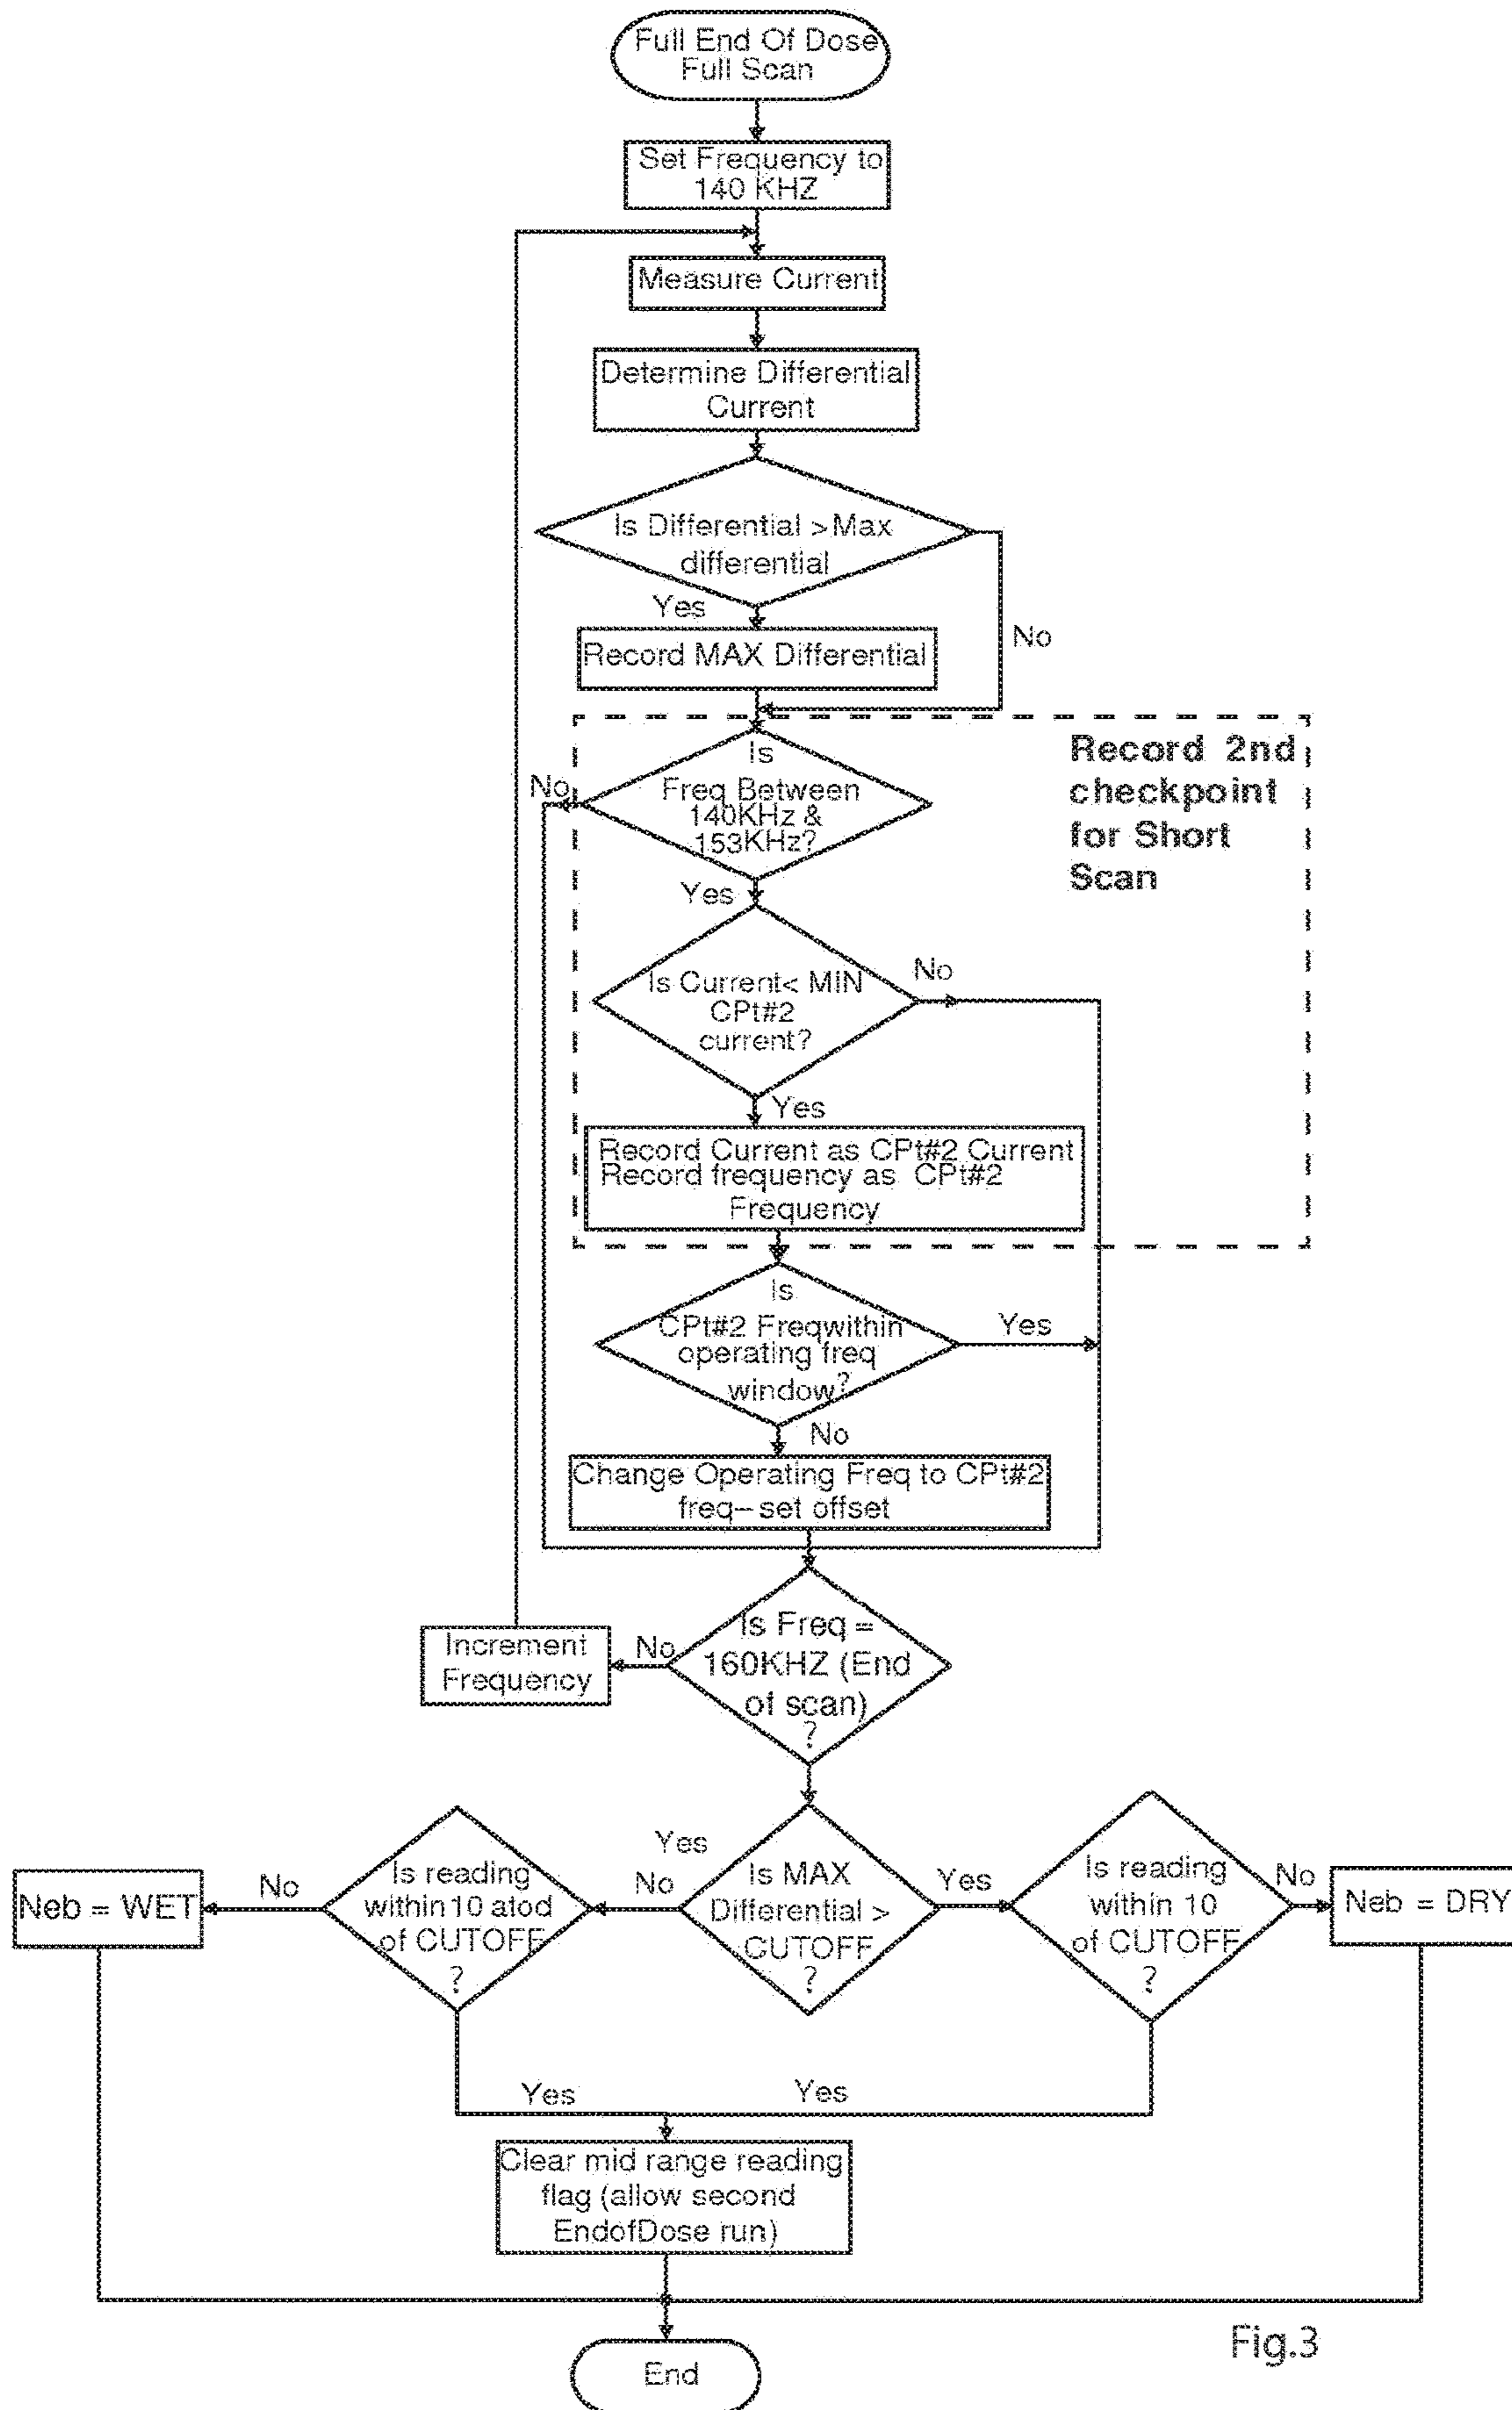 Full End Of Dose
Full Scan
Set Frequency to
140 KHZ
Measure Current
Determine Differential
Current
Is Differential >Max
differential
Yes
No
Record MAX Differential
Record 2nd
checkpoint
for Short
Scan
Is
Freq Between
140KHz &
153KHz?
No
Yes
Is Current< MIN
CPt#2
current?
No
Yes
Record Current as CPt#2 Current
Record frequency as CPt#2
Frequency
Is
CPt#2 Freqwithin
operating freq
window?
Yes
No
Change Operating Freq to CPt#2
freq– set offset
Is Freq =
160KHZ (End
of scan)
?
No
Increment
Frequency
Yes
Is MAX
Differential >
CUTOFF
?
No
Yes
Is reading
within10 atod
of CUTOFF
?
No
Neb = WET
Is reading
within 10
of CUTOFF
?
No
Neb = DRY
Yes
Yes
Clear mid range reading
flag (allow second
EndofDose run)
End
Fig.3